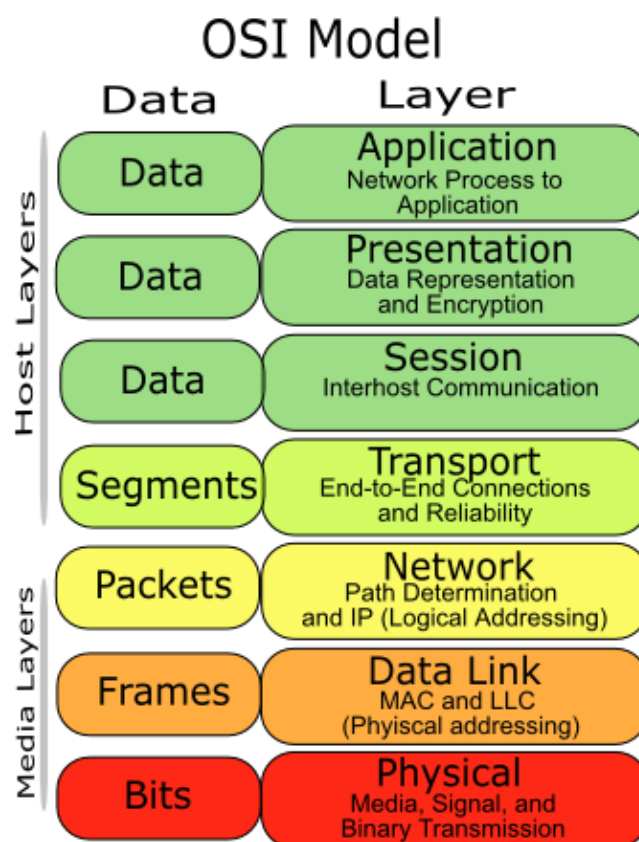 OSI Model
Data Layer
Host Layers
Data
Application
Network Process to
Application
Data
Presentation
Data Representation
and Encryption
Data
Session
Interhost Communication
Segments
Transport
End-to-End Connections
and Reliability
Media Layers
Packets
Network
Path Determination
and IP (Logical Addressing)
Frames
Data Link
MAC and LLC
(Phyiscal addressing)
Bits
Physical
Media, Signal, and
Binary Transmission